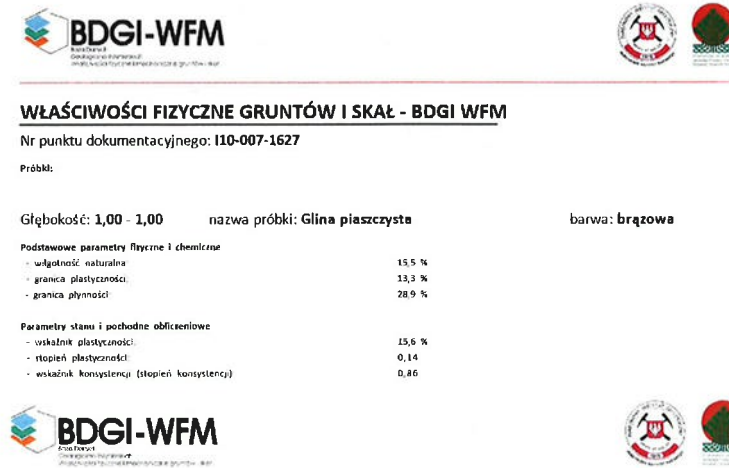 BDGI-WFM
WŁAŚCIWOŚCI FIZYCZNE GRUNTÓW I SKAŁ - BDGI WFM
Nr punktu dokumentacyjnego: I10-007-1627
Próbki:
Głębokość: 1,00 - 1,00 nazwa próbki: Glina piaszczysta barwa: brązowa
Podstawowe parametry fizyczne i chemiczne
- wilgotność naturalna: 15,5 %
- granica plastyczności: 13,3 %
- granica płynności: 28,9 %
Parametry stanu i pochodne obliczeniowe
- wskaźnik plastyczności: 15,6 %
- stopień plastyczności: 0,14
- wskaźnik konsystencji (stopień konsystencji) 0,86
BDGI-WFM